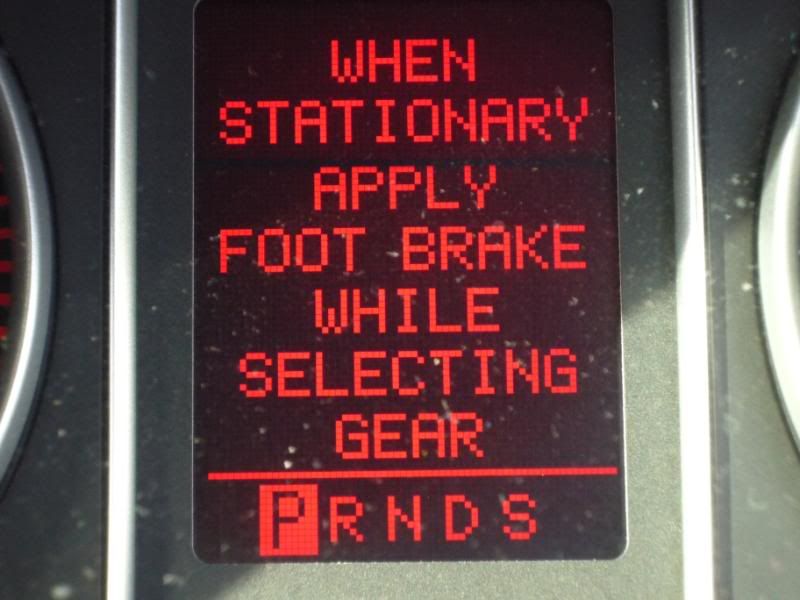 WHEN
STATIONARY
APPLY
FOOT BRAKE
WHILE
SELECTING
GEAR
P R N D S